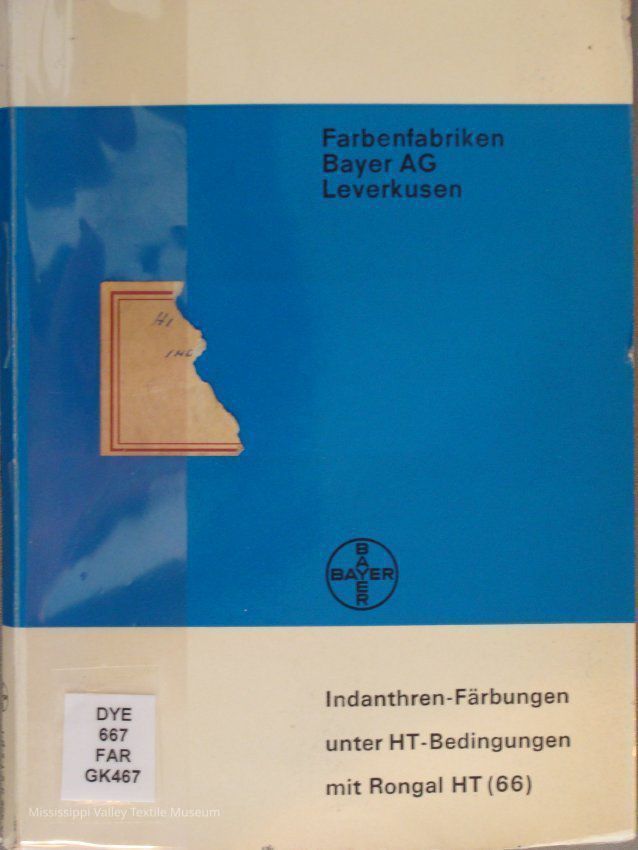 Farbenfabriken
Bayer AG
Leverkusen
HI
BAYER
BAYER
Indanthren-Färbungen
unter HT-Bedingungen
mit Rongal HT (66)
DYE
667
FAR
GK467
Mississippi Valley Textile Museum